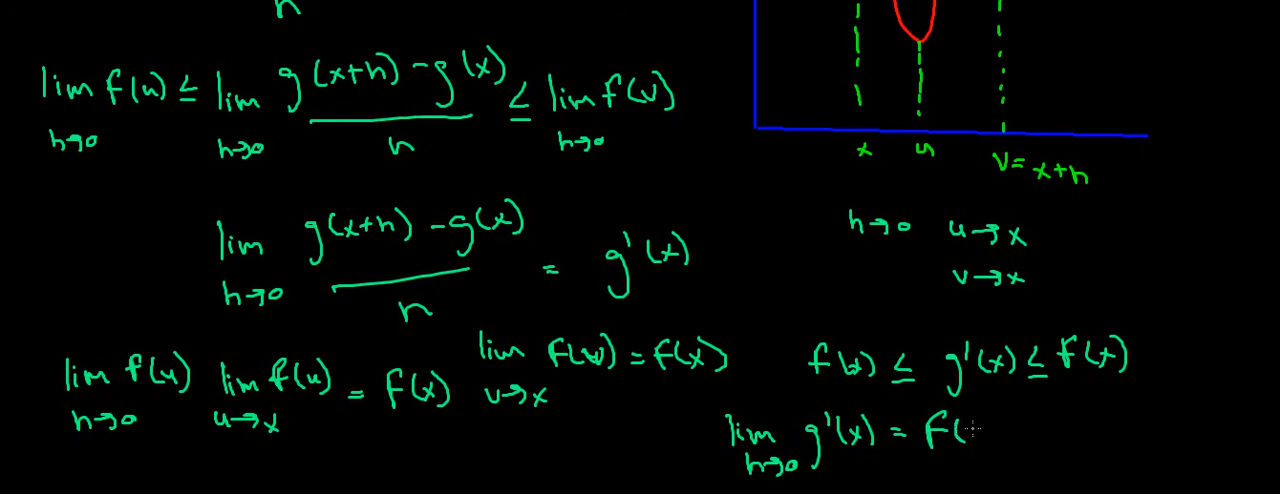 h
lim f(u) ≤ lim g(x+h) - g(x) ≤ lim f(v)
h→0 h→0 h h→0
x u v = x+h
h→0 u→x
v→x
lim g(x+h) - g(x) = g'(x)
h→0 h
lim f(u) lim f(u) = f(x) lim f(v) = f(x) f(x) ≤ g'(x) ≤ f(x)
h→0 u→x v→x
lim g'(x) = f(
h→0